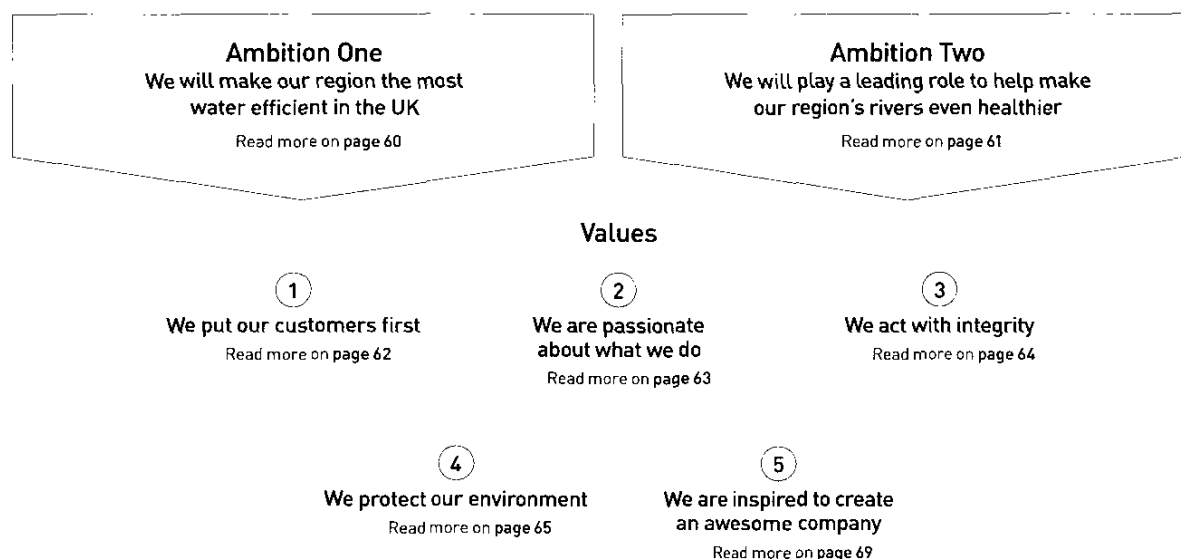 Ambition One
We will make our region the most
water efficient in the UK
Read more on page 60
Ambition Two
We will play a leading role to help make
our region's rivers even healthier
Read more on page 61
Values
1
We put our customers first
Read more on page 62
2
We are passionate
about what we do
Read more on page 63
3
We act with integrity
Read more on page 64
4
We protect our environment
Read more on page 65
5
We are inspired to create
an awesome company
Read more on page 69